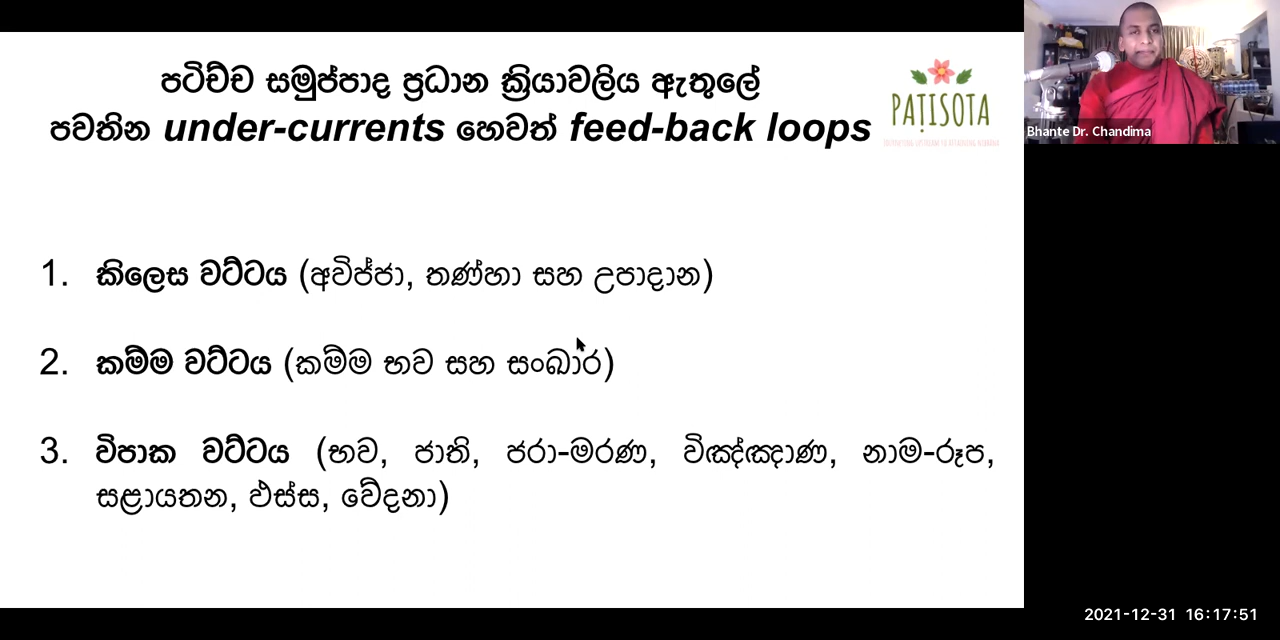 පටිච්ච සමුප්පාද ප්‍රධාන ක්‍රියාවලිය ඇතුලේ
පවතින under-currents හෙවත් feed-back loops
PAṬISOTA
Bhante Dr. Chandima
1. කිලෙස වට්ටය (අවිජ්ජා, තණ්හා සහ උපාදාන)
2. කම්ම වට්ටය (කම්ම භව සහ සංඛාර)
3. විපාක වට්ටය (භව, ජාති, ජරා-මරණ, විඤ්ඤාණ, නාම-රූප,
සළායතන, ඵස්ස, වේදනා)
2021-12-31 16:17:51